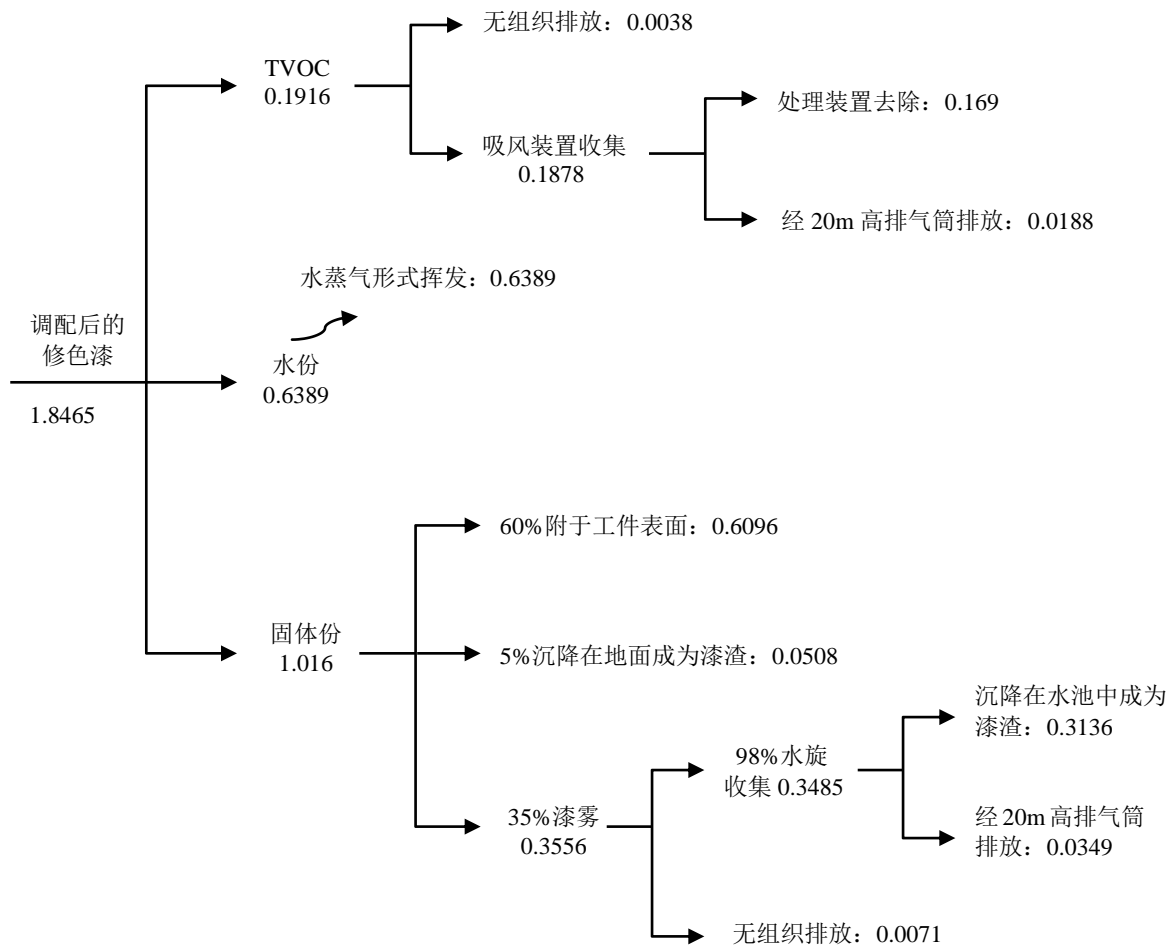 无组织排放：0.0038
TVOC
0.1916
处理装置去除：0.169
吸风装置收集
0.1878
经 20m 高排气筒排放：0.0188
水蒸气形式挥发：0.6389
调配后的
修色漆
1.8465
水份
0.6389
60%附于工件表面：0.6096
固体份
1.016
5%沉降在地面成为漆渣：0.0508
沉降在水池中成为
漆渣：0.3136
98%水旋
收集 0.3485
35%漆雾
0.3556
经 20m 高排气筒
排放：0.0349
无组织排放：0.0071